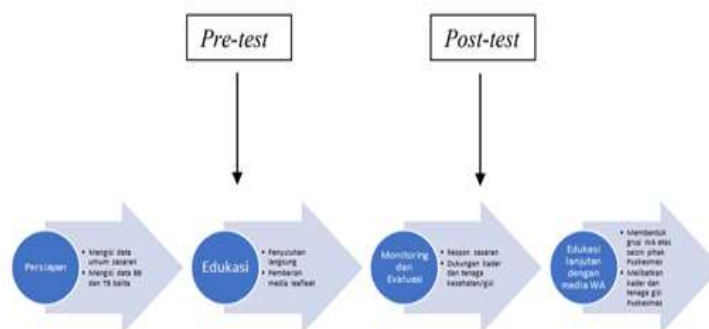 Pre-test
Post-test
Persiapan
• Mengisi data
umum sasaran
• Mengisi data BB
dan TB balita
Edukasi
• Penyuluhan
langsung
• Pemberian
media leafleat
Monitoring
dan
Evaluasi
• Respon sasaran
• Dukungan kader
dan tenaga
kesehatan/gizi
Edukasi
lanjutan
dengan
media WA
• Membentuk
grup WA atas
seizin pihak
Puskesmas
• Melibatkan
kader dan
tenaga gizi
Puskesmas